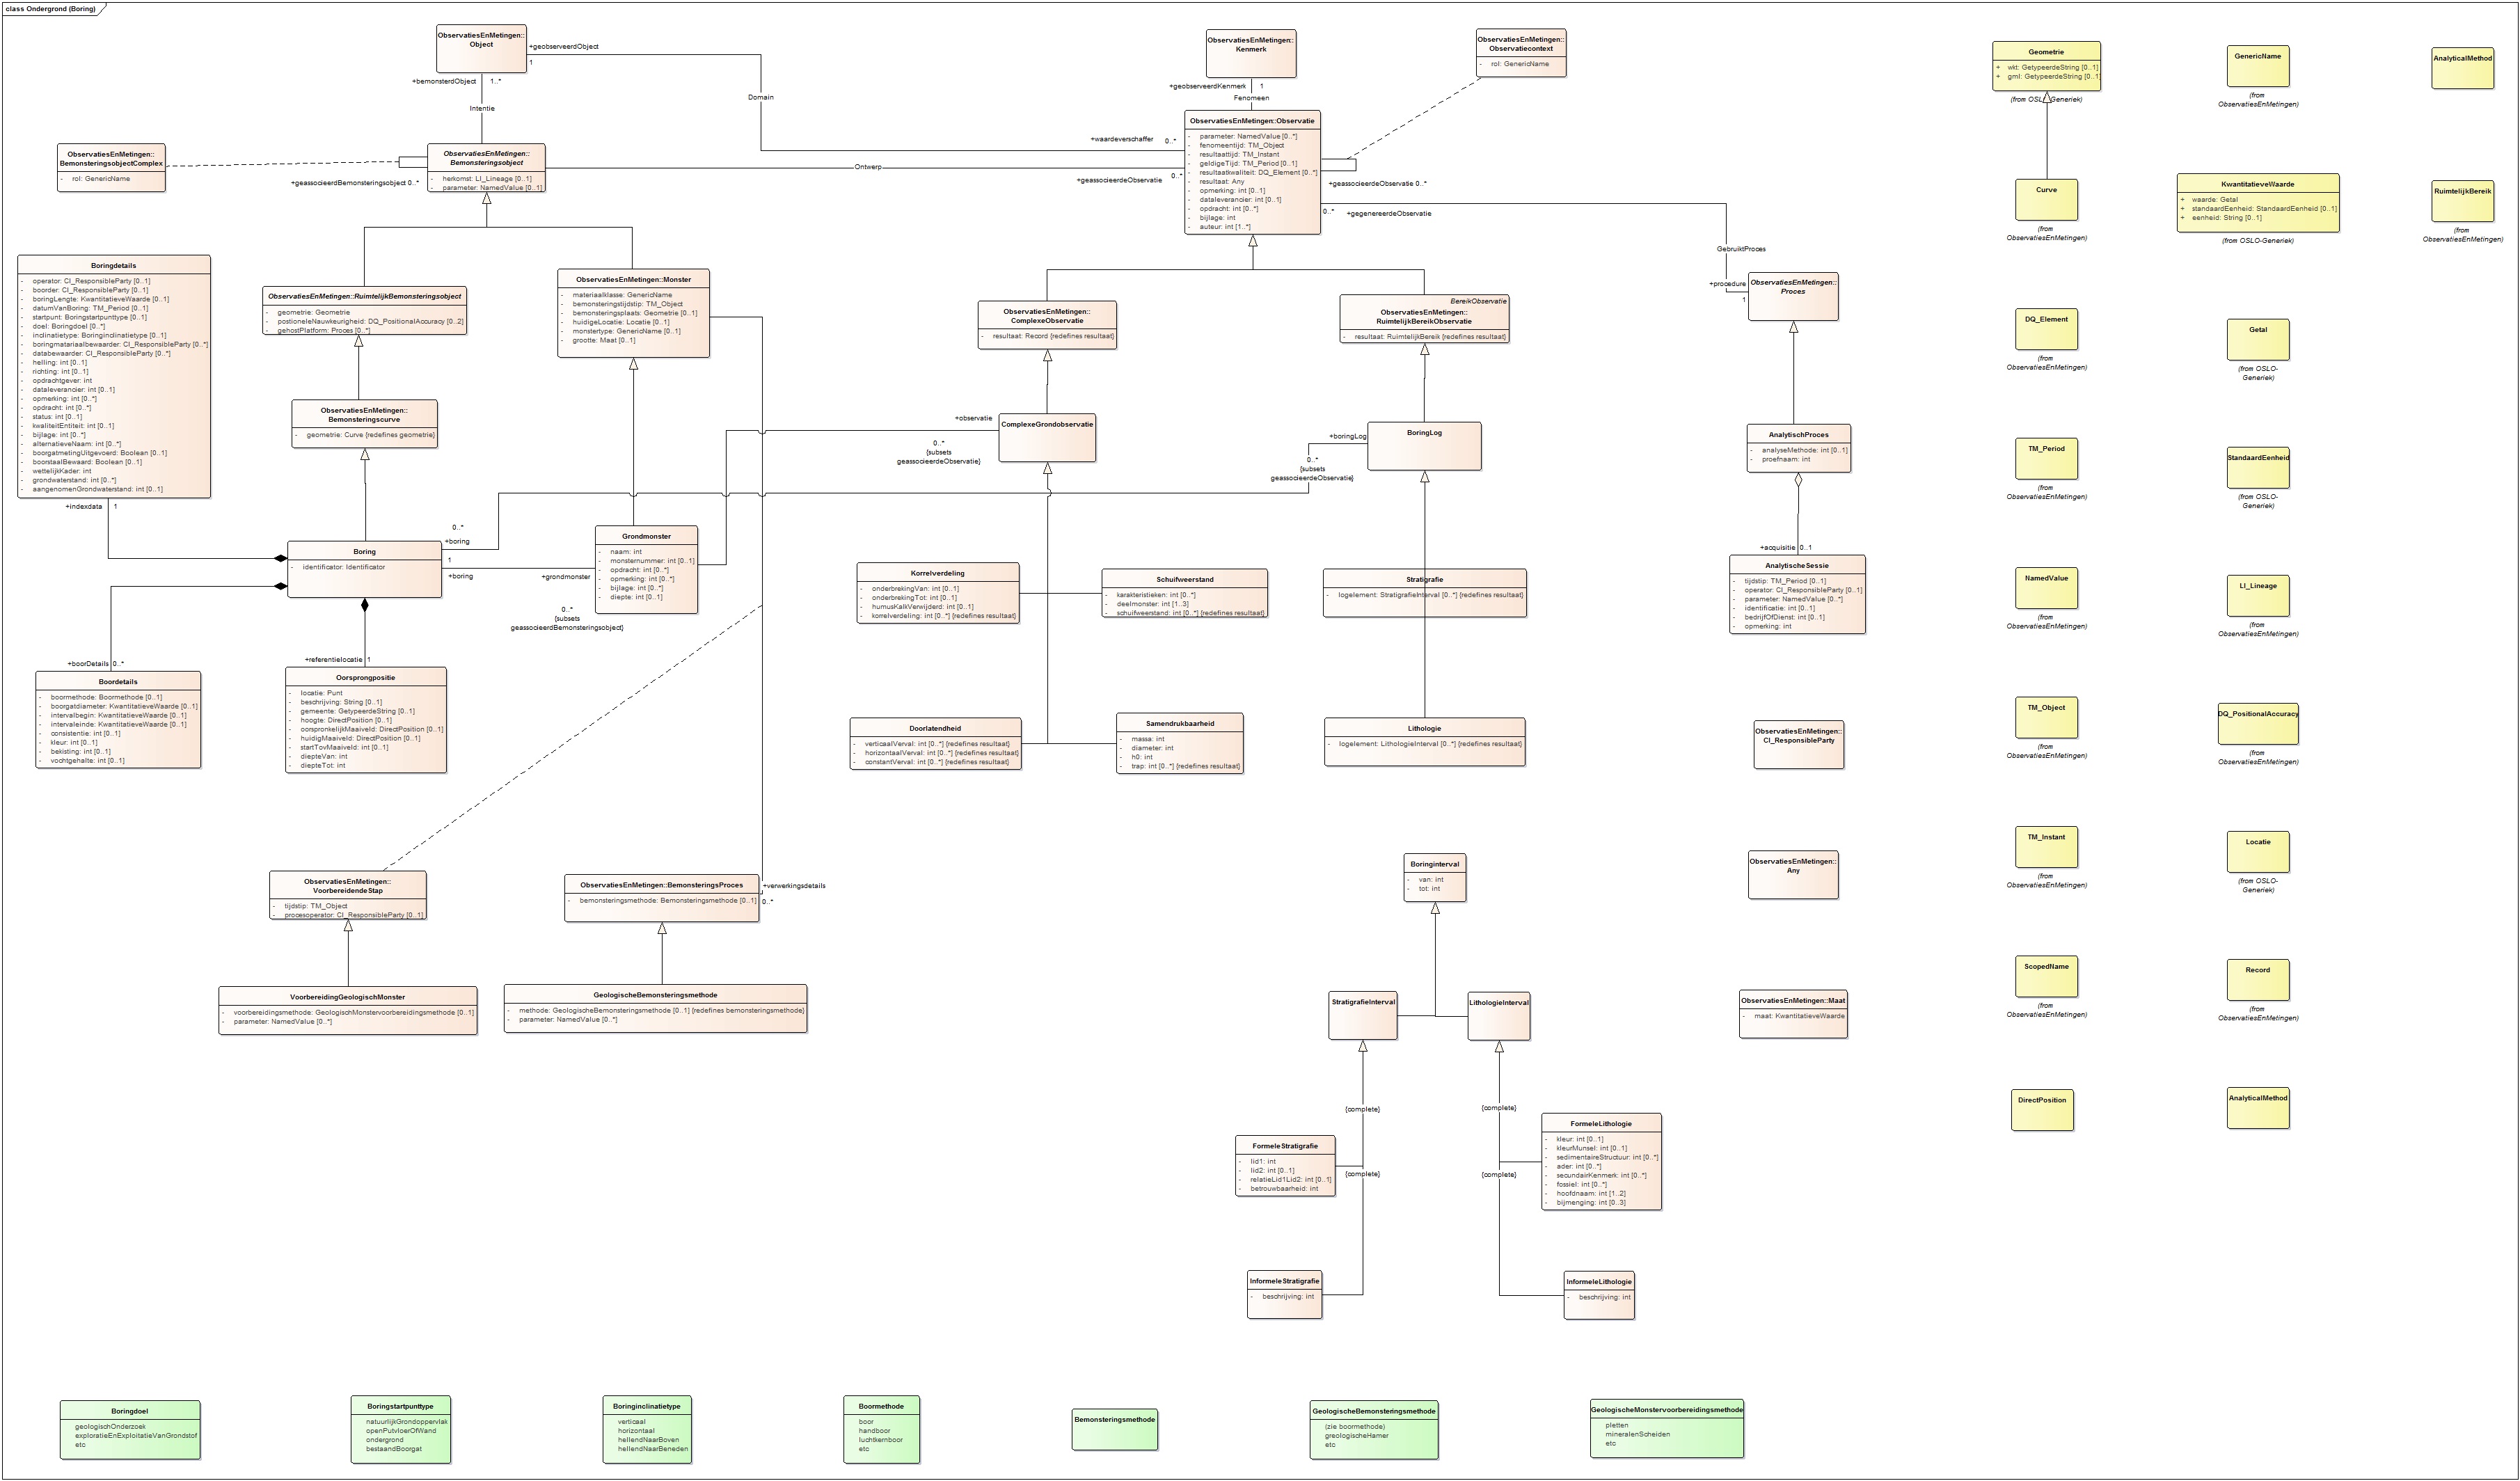 class Ondergrond (Boring)
ObservatiesEnMetingen::
Object
+geobserveerdObject
1
+bemonsterdObject 1..*
Intentie
Domain
ObservatiesEnMetingen::
Kenmerk
+geobserveerdKenmerk 1
Fenomeen
ObservatiesEnMetingen::
Observatiecontext
- rol: GenericName
ObservatiesEnMetingen::
BemonsteringsobjectComplex
- rol: GenericName
ObservatiesEnMetingen::
Bemonsteringsobject
- herkomst: LI_Lineage [0..1]
- parameter: NamedValue [0..1]
+geassocieerdBemonsteringsobject 0..*
Ontwerp
+waardeverschaffer 0..*
+geassocieerdeObservatie 0..*
ObservatiesEnMetingen::Observatie
- parameter: NamedValue [0..*]
- fenomeentijd: TM_Object
- resultaattijd: TM_Instant
- geldigeTijd: TM_Period [0..1]
- resultaatkwaliteit: DQ_Element [0..*]
- resultaat: Any
- opmerking: int [0..1]
- dataleverancier: int [0..1]
- opdracht: int [0..*]
- bijlage: int
- auteur: int [1..*]
+geassocieerdeObservatie 0..*
0..* +gegenereerdeObservatie
GebruiktProces
+procedure
1
ObservatiesEnMetingen::
Proces
Boringdetails
- operator: CI_ResponsibleParty [0..1]
- boorder: CI_ResponsibleParty [0..1]
- boringLengte: KwantitatieveWaarde [0..1]
- datumVanBoring: TM_Period [0..1]
- startpunt: Boringstartpunttype [0..1]
- doel: Boringdoel [0..*]
- inclinatietype: Boringinclinatietype [0..1]
- boringmatariaalbewaarder: CI_ResponsibleParty [0..*]
- databewaarder: CI_ResponsibleParty [0..*]
- helling: int [0..1]
- richting: int [0..1]
- opdrachtgever: int
- dataleverancier: int [0..1]
- opmerking: int [0..*]
- opdracht: int [0..*]
- status: int [0..1]
- kwaliteitEntiteit: int [0..1]
- bijlage: int [0..*]
- alternatieveNaam: int [0..*]
- boorgatmetingUitgevoerd: Boolean [0..1]
- boorstaalBewaard: Boolean [0..1]
- wettelijkKader: int
- grondwaterstand: int [0..*]
- aangenomenGrondwaterstand: int [0..1]
+indexdata 1
ObservatiesEnMetingen::RuimtelijkBemonsteringsobject
- geometrie: Geometrie
- postioneleNauwkeurigheid: DQ_PositionalAccuracy [0..2]
- gehostPlatform: Proces [0..*]
ObservatiesEnMetingen::Monster
- materiaalklasse: GenericName
- bemonsteringstijdstip: TM_Object
- bemonsteringsplaats: Geometrie [0..1]
- huidigeLocatie: Locatie [0..1]
- monstertype: GenericName [0..1]
- grootte: Maat [0..1]
ObservatiesEnMetingen::
Bemonsteringscurve
- geometrie: Curve {redefines geometrie}
ObservatiesEnMetingen::
ComplexeObservatie
- resultaat: Record {redefines resultaat}
BereikObservatie
ObservatiesEnMetingen::
RuimtelijkBereikObservatie
- resultaat: RuimtelijkBereik {redefines resultaat}
+observatie
0..*
{subsets
geassocieerdeObservatie}
ComplexeGrondobservatie
+boringLog
0..*
{subsets
geassocieerdeObservatie}
BoringLog
AnalytischProces
- analyseMethode: int [0..1]
- proefnaam: int
+acquisitie 0..1
AnalytischeSessie
- tijdstip: TM_Period [0..1]
- operator: CI_ResponsibleParty [0..1]
- parameter: NamedValue [0..*]
- identificatie: int [0..1]
- bedrijfOfDienst: int [0..1]
- opmerking: int
Boring
- identificator: Identificator
0..*
+boring
1
+boring
+grondmonster
0..*
{subsets
geassocieerdBemonsteringsobject}
Grondmonster
- naam: int
- monsternummer: int [0..1]
- opdracht: int [0..*]
- opmerking: int [0..*]
- bijlage: int [0..*]
- diepte: int [0..1]
Korrelverdeling
- onderbrekingVan: int [0..1]
- onderbrekingTot: int [0..1]
- humusKalkVerwijderd: int [0..1]
- korrelverdeling: int [0..*] {redefines resultaat}
Schuifweerstand
- karakteristieken: int [0..*]
- deelmonster: int [1..3]
- schuifweerstand: int [0..*] {redefines resultaat}
Stratigrafie
- logelement: StratigrafieInterval [0..*] {redefines resultaat}
+boorDetails 0..*
Boordetails
- boormethode: Boormethode [0..1]
- boorgatdiameter: KwantitatieveWaarde [0..1]
- intervalbegin: KwantitatieveWaarde [0..1]
- intervaleinde: KwantitatieveWaarde [0..1]
- consistentie: int [0..1]
- kleur: int [0..1]
- bekisting: int [0..1]
- vochtgehalte: int [0..1]
+referentielocatie 1
Oorsprongpositie
- locatie: Punt
- beschrijving: String [0..1]
- gemeente: GetypeerdeString [0..1]
- hoogte: DirectPosition [0..1]
- oorspronkelijkMaaiveld: DirectPosition [0..1]
- huidigMaaiveld: DirectPosition [0..1]
- startTovMaaiveld: int [0..1]
- diepteVan: int
- diepteTot: int
Doorlatendheid
- verticaalVerval: int [0..*] {redefines resultaat}
- horizontaalVerval: int [0..*] {redefines resultaat}
- constantVerval: int [0..*] {redefines resultaat}
Samendrukbaarheid
- massa: int
- diameter: int
- h0: int
- trap: int [0..*] {redefines resultaat}
Lithologie
- logelement: LithologieInterval [0..*] {redefines resultaat}
ObservatiesEnMetingen::
CI_ResponsibleParty
ObservatiesEnMetingen::
VoorbereidendeStap
- tijdstip: TM_Object
- procesoperator: CI_ResponsibleParty [0..1]
ObservatiesEnMetingen::BemonsteringsProces
- bemonsteringsmethode: Bemonsteringsmethode [0..1]
+verwerkingsdetails
0..*
Boringinterval
- van: int
- tot: int
ObservatiesEnMetingen::
Any
VoorbereidingGeologischMonster
- voorbereidingsmethode: GeologischMonstervoorbereidingsmethode [0..1]
- parameter: NamedValue [0..*]
GeologischeBemonsteringsmethode
- methode: GeologischeBemonsteringsmethode [0..1] {redefines bemonsteringsmethode}
- parameter: NamedValue [0..*]
StratigrafieInterval
LithologieInterval
ObservatiesEnMetingen::Maat
- maat: KwantitatieveWaarde
{complete}
{complete}
{complete}
{complete}
FormeleStratigrafie
- lid1: int
- lid2: int [0..1]
- relatieLid1Lid2: int [0..1]
- betrouwbaarheid: int
FormeleLithologie
- kleur: int [0..1]
- kleurMunsel: int [0..1]
- sedimentaireStructuur: int [0..*]
- ader: int [0..*]
- secundairKenmerk: int [0..*]
- fossiel: int [0..*]
- hoofdnaam: int [1..2]
- bijmenging: int [0..3]
InformeleStratigrafie
- beschrijving: int
InformeleLithologie
- beschrijving: int
Geometrie
+ wkt: GetypeerdeString [0..1]
+ gml: GetypeerdeString [0..1]
(from OSLO-Generiek)
GenericName
(from
ObservatiesEnMetingen)
AnalyticalMethod
Curve
(from
ObservatiesEnMetingen)
KwantitatieveWaarde
+ waarde: Getal
+ standaardEenheid: StandaardEenheid [0..1]
+ eenheid: String [0..1]
(from OSLO-Generiek)
RuimtelijkBereik
(from
ObservatiesEnMetingen)
DQ_Element
(from
ObservatiesEnMetingen)
Getal
(from OSLO-
Generiek)
TM_Period
(from
ObservatiesEnMetingen)
StandaardEenheid
(from OSLO-
Generiek)
NamedValue
(from
ObservatiesEnMetingen)
LI_Lineage
(from
ObservatiesEnMetingen)
TM_Object
(from
ObservatiesEnMetingen)
DQ_PositionalAccuracy
(from
ObservatiesEnMetingen)
TM_Instant
(from
ObservatiesEnMetingen)
Locatie
(from OSLO-
Generiek)
ScopedName
(from
ObservatiesEnMetingen)
Record
(from
ObservatiesEnMetingen)
DirectPosition
AnalyticalMethod
Boringdoel
geologischOnderzoek
exploratieEnExploitatieVanGrondstof
etc
Boringstartpunttype
natuurlijkGrondoppervlak
openPutvloerOfWand
ondergrond
bestaandBoorgat
Boringinclinatietype
verticaal
horizontaal
hellendNaarBoven
hellendNaarBeneden
Boormethode
boor
handboor
luchtkernboor
etc
Bemonsteringsmethode
GeologischeBemonsteringsmethode
(zie boormethode)
greologischeHamer
etc
GeologischeMonstervoorbereidingsmethode
pletten
mineralenScheiden
etc